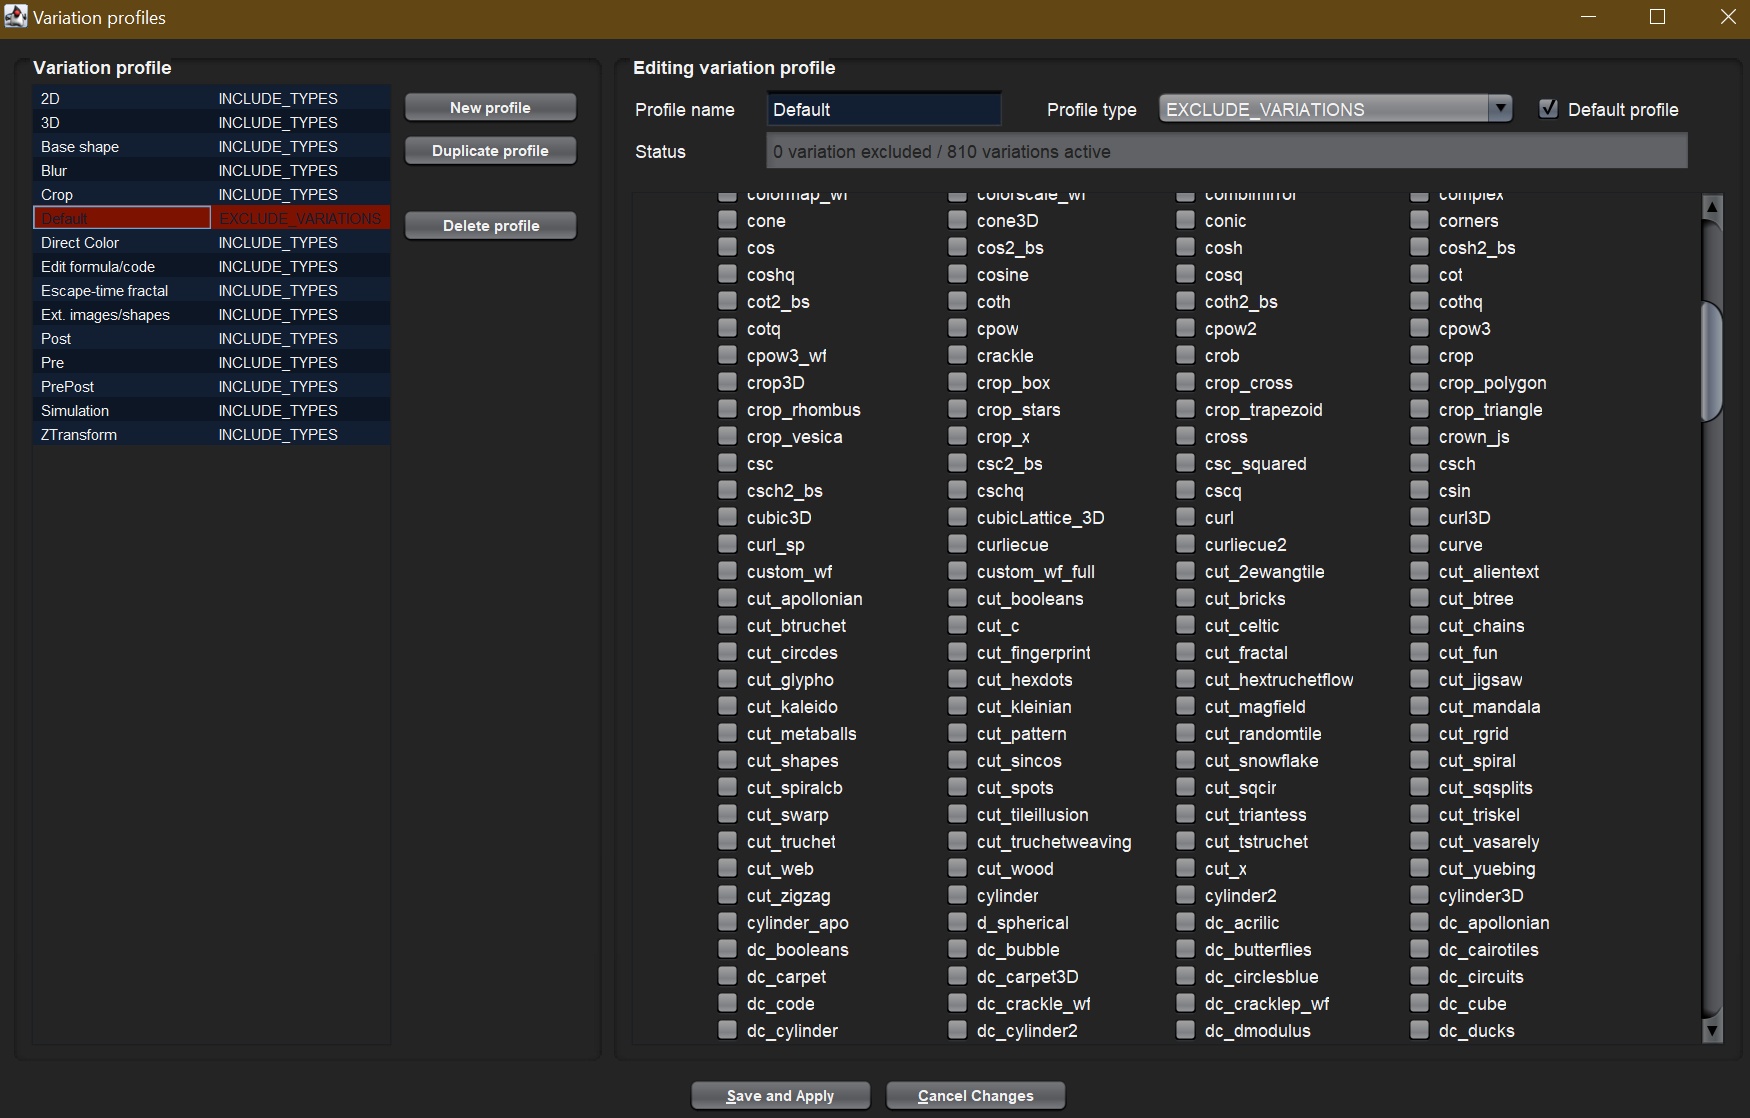 Variation profiles
Variation profile
2D INCLUDE_TYPES
3D INCLUDE_TYPES
Base shape INCLUDE_TYPES
Blur INCLUDE_TYPES
Crop INCLUDE_TYPES
Default EXCLUDE_VARIATIONS
Direct Color INCLUDE_TYPES
Edit formula/code INCLUDE_TYPES
Escape-time fractal INCLUDE_TYPES
Ext. images/shapes INCLUDE_TYPES
Post INCLUDE_TYPES
Pre INCLUDE_TYPES
PrePost INCLUDE_TYPES
Simulation INCLUDE_TYPES
ZTransform INCLUDE_TYPES
New profile
Duplicate profile
Delete profile
Editing variation profile
Profile name Default Profile type EXCLUDE_VARIATIONS Default profile
Status 0 variation excluded / 810 variations active
colormap_wf colorscale_wf combimirror complex
cone cone3D conic corners
cos cos2_bs cosh cosh2_bs
coshq cosine cosq cot
cot2_bs coth coth2_bs cothq
cotq cpow cpow2 cpow3
cpow3_wf crackle crob crop
crop3D crop_box crop_cross crop_polygon
crop_rhombus crop_stars crop_trapezoid crop_triangle
crop_vesica crop_x cross crown_js
csc csc2_bs csc_squared csch
csch2_bs cschq cscq csin
cubic3D cubicLattice_3D curl curl3D
curl_sp curliecue curliecue2 curve
custom_wf custom_wf_full cut_2ewangtile cut_alientext
cut_apollonian cut_booleans cut_bricks cut_btree
cut_btruchet cut_c cut_celtic cut_chains
cut_circdes cut_fingerprint cut_fractal cut_fun
cut_glypho cut_hexdots cut_hextruchetflow cut_jigsaw
cut_kaleido cut_kleinian cut_magfield cut_mandala
cut_metaballs cut_pattern cut_randomtile cut_rgrid
cut_shapes cut_sincos cut_snowflake cut_spiral
cut_spiralcb cut_spots cut_sqcir cut_sqsplits
cut_swarp cut_tileillusion cut_triantess cut_triskel
cut_truchet cut_truchetweaving cut_tstruchet cut_vasarely
cut_web cut_wood cut_x cut_yuebing
cut_zigzag cylinder cylinder2 cylinder3D
cylinder_apo d_spherical dc_acrilic dc_apollonian
dc_booleans dc_bubble dc_butterflies dc_cairotiles
dc_carpet dc_carpet3D dc_circlesblue dc_circuits
dc_code dc_crackle_wf dc_cracklep_wf dc_cube
dc_cylinder dc_cylinder2 dc_dmodulus dc_ducks
Save and Apply Cancel Changes